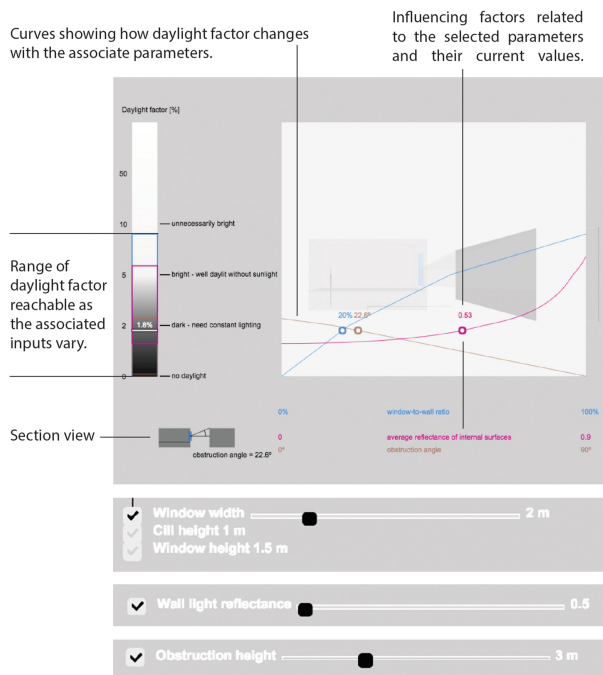 Curves showing how daylight factor changes
with the associate parameters.
Influencing factors related
to the selected parameters
and their current values.
Daylight factor [%]
50
10
unnecessarily bright
Range of
daylight factor
reachable as
the associated
inputs vary.
5
bright - well daylit without sunlight
20%
22.6°
0.53
2
1.8%
dark - need constant lighting
0
no daylight
Section view
obstruction angle = 22.6°
0%
window-to-wall ratio
100%
0
average reflectance of internal surfaces
0.9
0°
obstruction angle
90°
Window width
2 m
Cill height 1 m
Window height 1.5 m
Wall light reflectance
0.5
Obstruction height
3 m